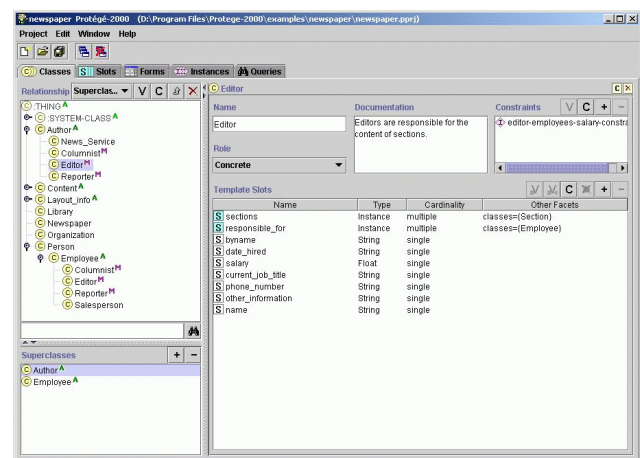 newspaper Protégé-2000 (D:\Program Files\Protege-2000\examples\newspaper\newspaper.pprj)
Project Edit Window Help
Classes Slots Forms Instances Queries
Relationship Superclas... V C
:THING A
:SYSTEM-CLASS A
Author A
News_Service
Columnist M
Editor M
Reporter M
Content A
Layout_info A
Library
Newspaper
Organization
Person
Employee A
Columnist M
Editor M
Reporter M
Salesperson
Superclasses + -
Author A
Employee A
C Editor C x
Name Documentation Constraints V C + -
Editor
Editors are responsible for the
content of sections.
editor-employees-salary-constra
Role
Concrete
Template Slots C + -
Name Type Cardinality Other Facets
S sections Instance multiple classes={Section}
S responsible_for Instance multiple classes={Employee}
S byname String single
S date_hired String single
S salary Float single
S current_job_title String single
S phone_number String single
S other_information String single
S name String single